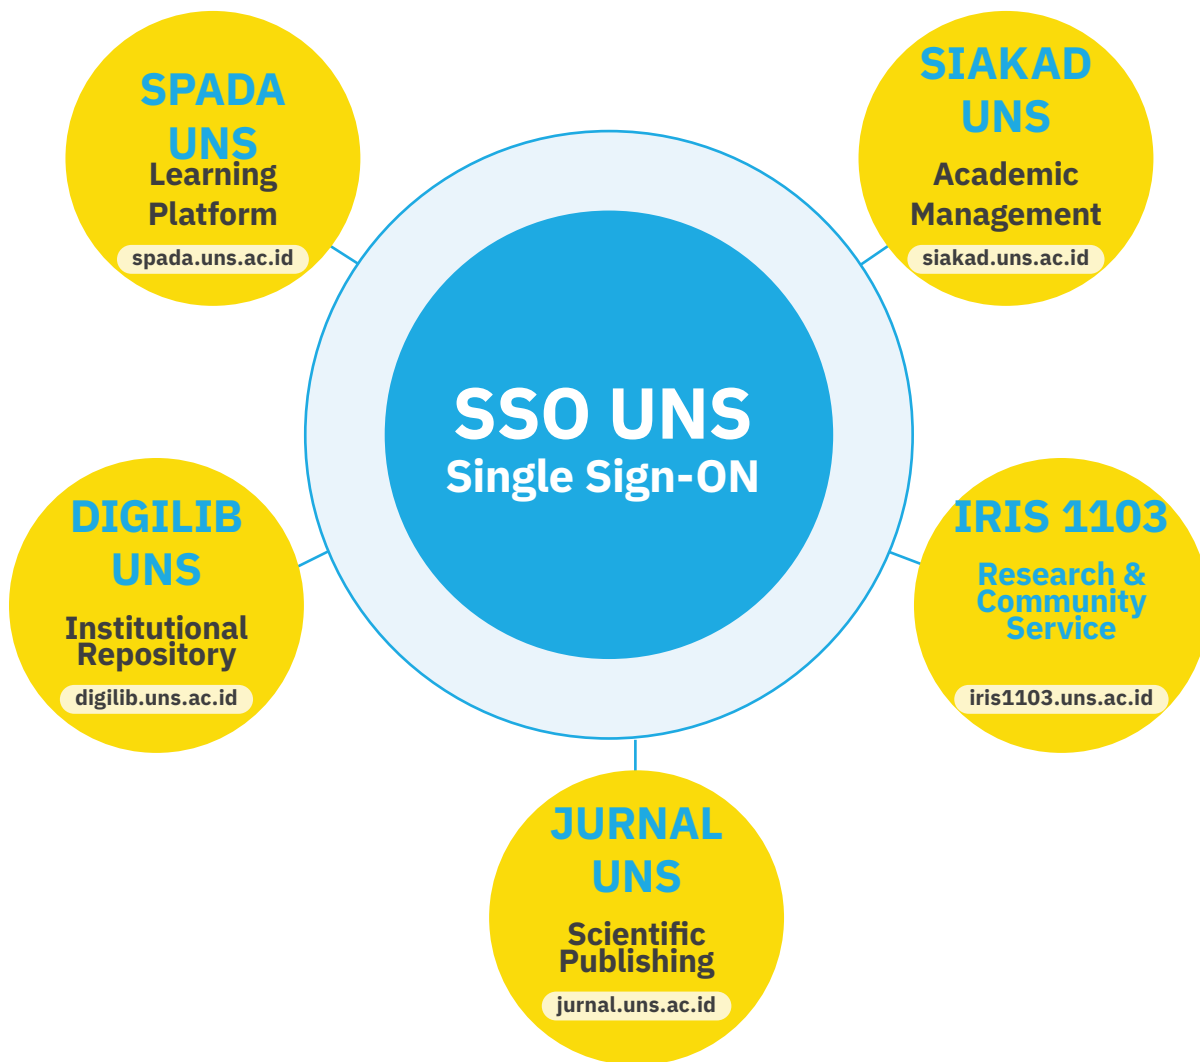 SPADA
UNS
Learning
Platform
spada.uns.ac.id
SIAKAD
UNS
Academic
Management
siakad.uns.ac.id
SSO UNS
Single Sign-ON
DIGILIB
UNS
Institutional
Repository
digilib.uns.ac.id
IRIS 1103
Research &
Community
Service
iris1103.uns.ac.id
JURNAL
UNS
Scientific
Publishing
jurnal.uns.ac.id